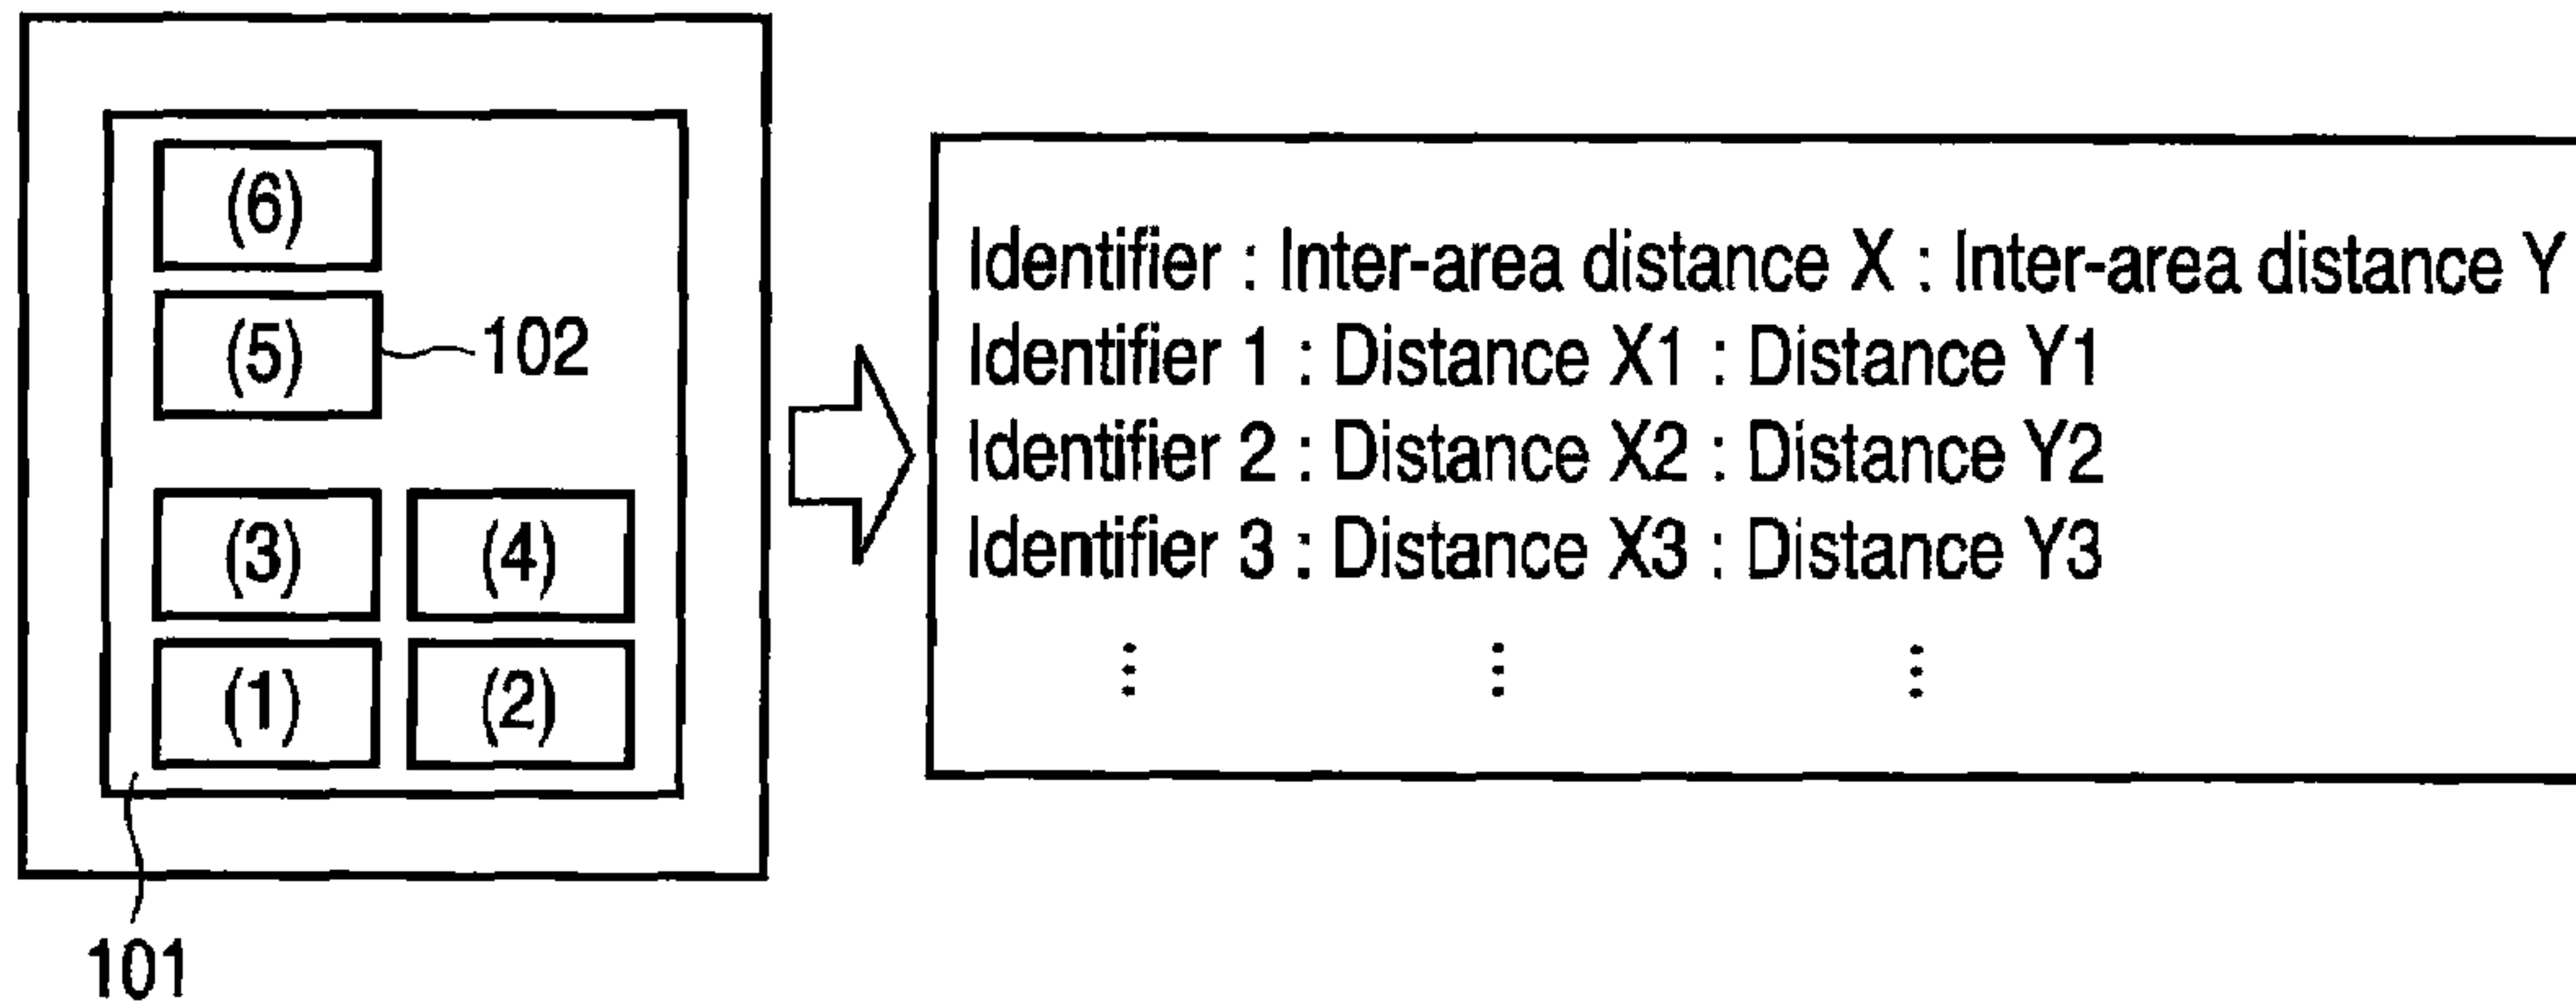 (6)
(5)
102
(3) (4)
(1) (2)
101
Identifier : Inter-area distance X : Inter-area distance Y
Identifier 1 : Distance X1 : Distance Y1
Identifier 2 : Distance X2 : Distance Y2
Identifier 3 : Distance X3 : Distance Y3
⋮ ⋮ ⋮